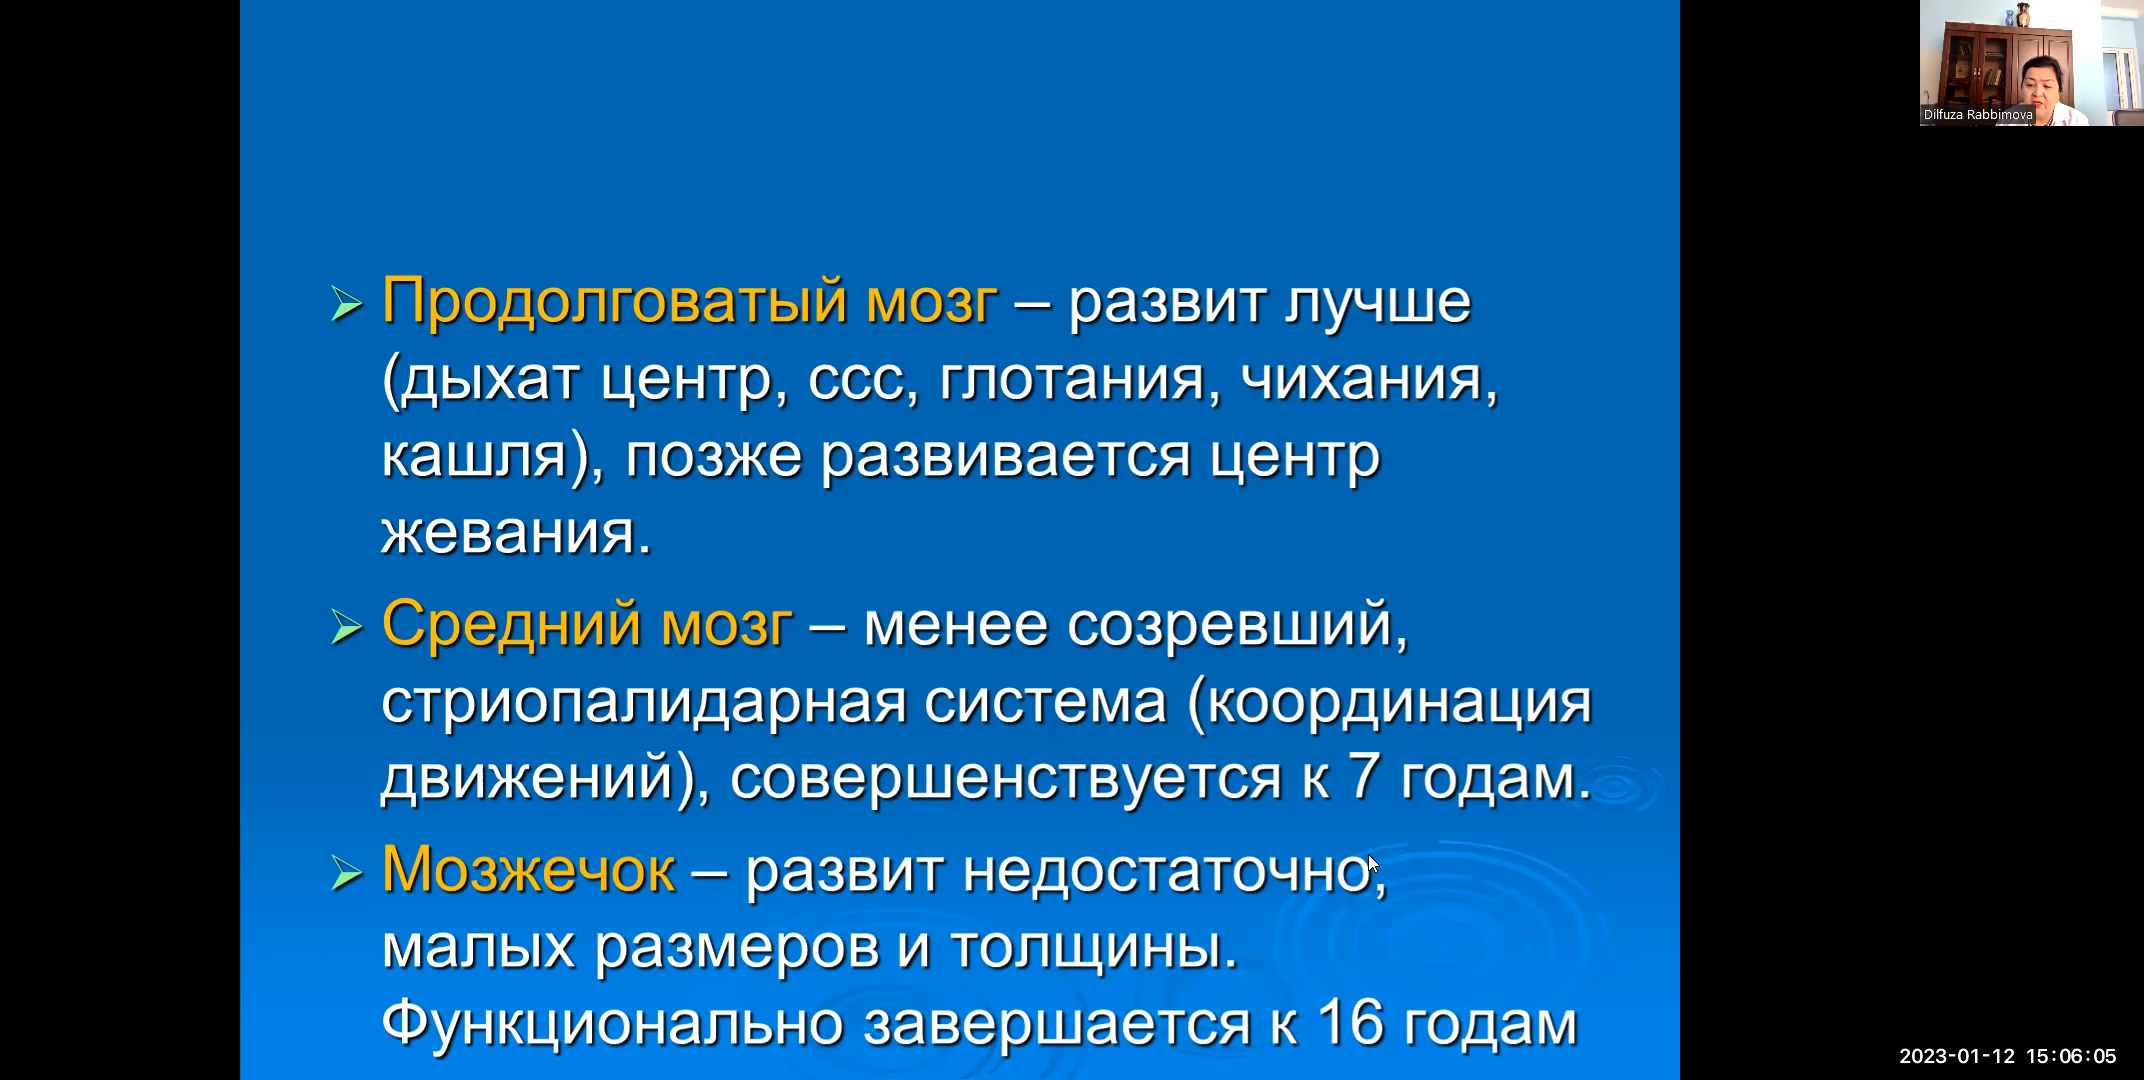 Продолговатый мозг – развит лучше
(дыхат центр, ссс, глотания, чихания,
кашля), позже развивается центр
жевания.
Средний мозг – менее созревший,
стриопалидарная система (координация
движений), совершенствуется к 7 годам.
Мозжечок – развит недостаточно,
малых размеров и толщины.
Функционально завершается к 16 годам
Dilfuza Rabbimova
2023-01-12 15:06:05